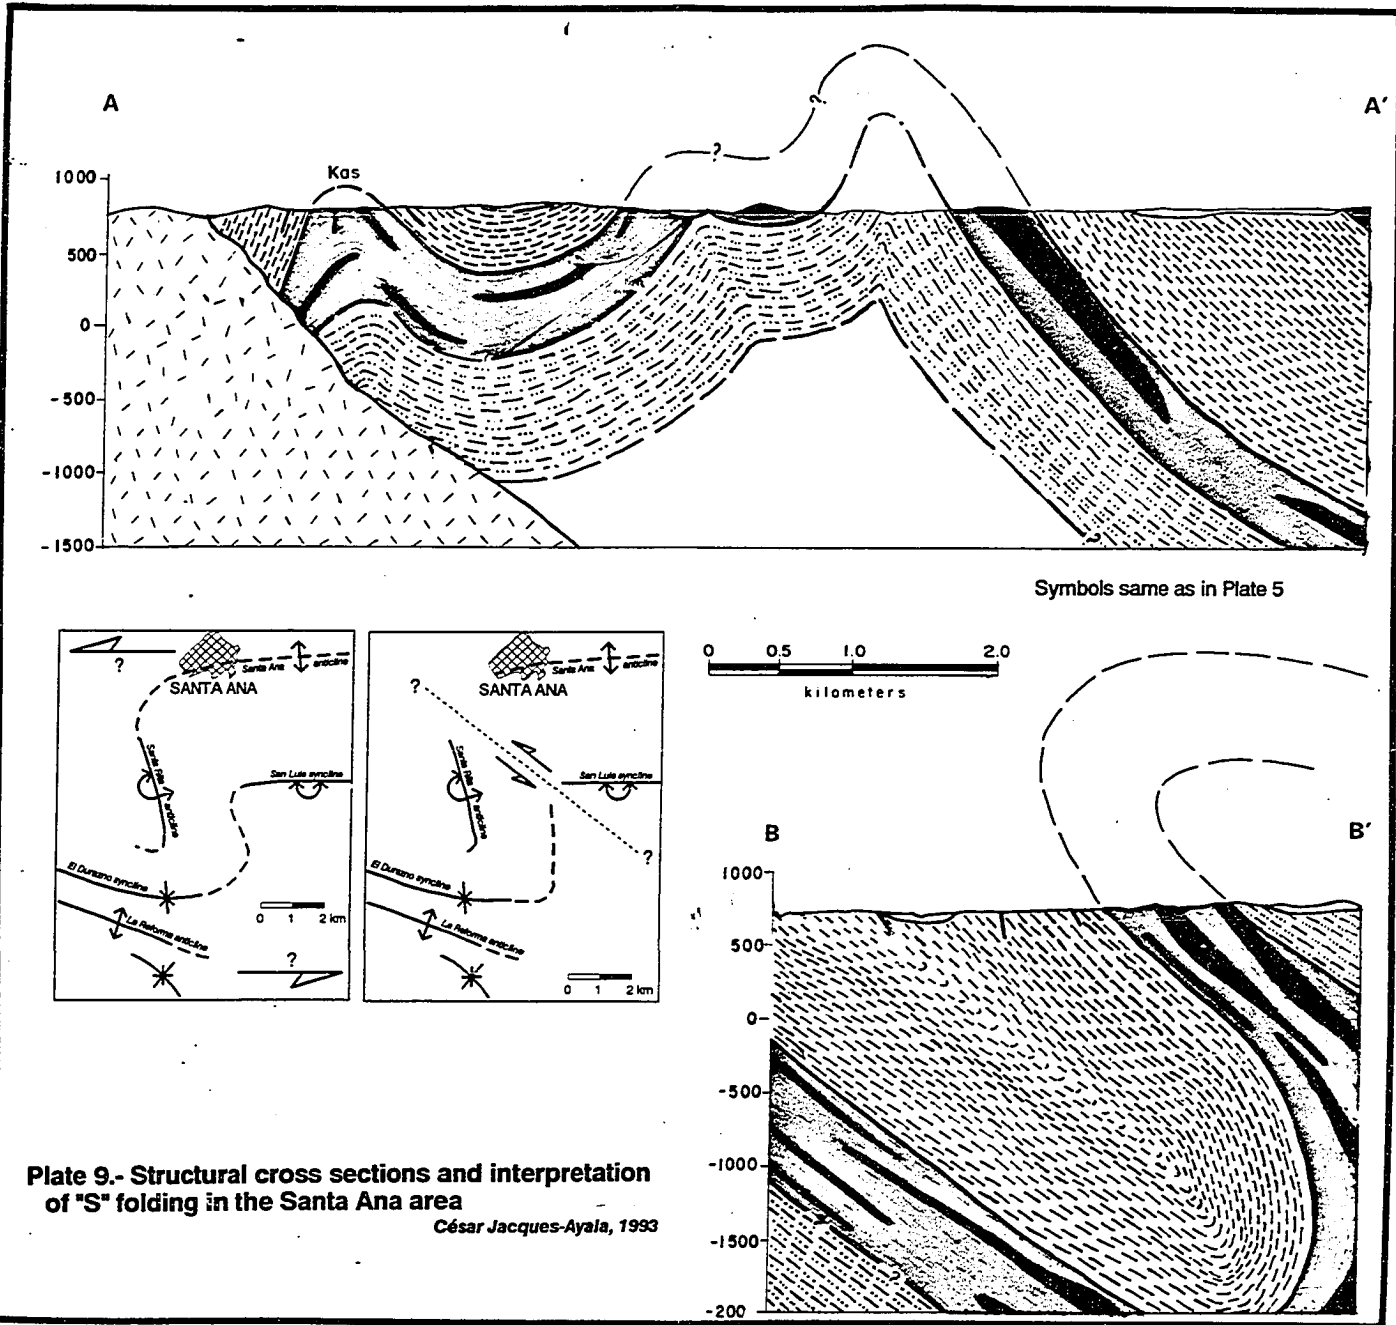 A
A'
Kas
?
?
1000
500
0
-500
-1000
-1500
?
Symbols same as in Plate 5
?
SANTA ANA
Santa Ana anticline
Santa Rita anticline
San Luis syncline
El Durazno syncline
La Reforma anticline
0 1 2 km
?
SANTA ANA
Santa Ana anticline
?
Santa Rita anticline
San Luis syncline
?
El Durazno syncline
La Reforma anticline
0 1 2 km
0 0.5 1.0 2.0
kilometers
B
B'
1000
500
0
-500
-1000
-1500
-200
?
Plate 9.- Structural cross sections and interpretation
of "S" folding in the Santa Ana area
César Jacques-Ayala, 1993